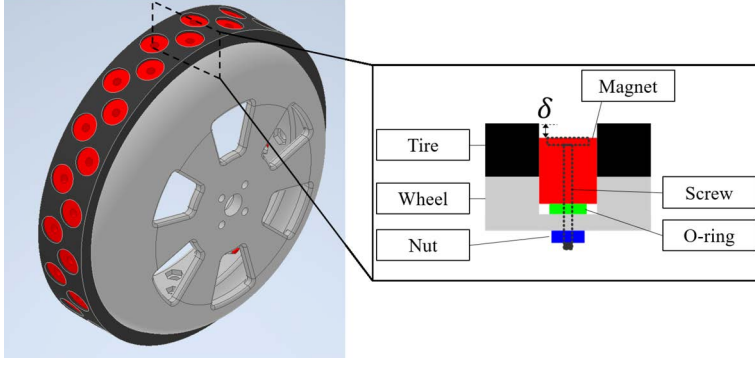 Magnet
δ
Tire
Wheel
Screw
O-ring
Nut